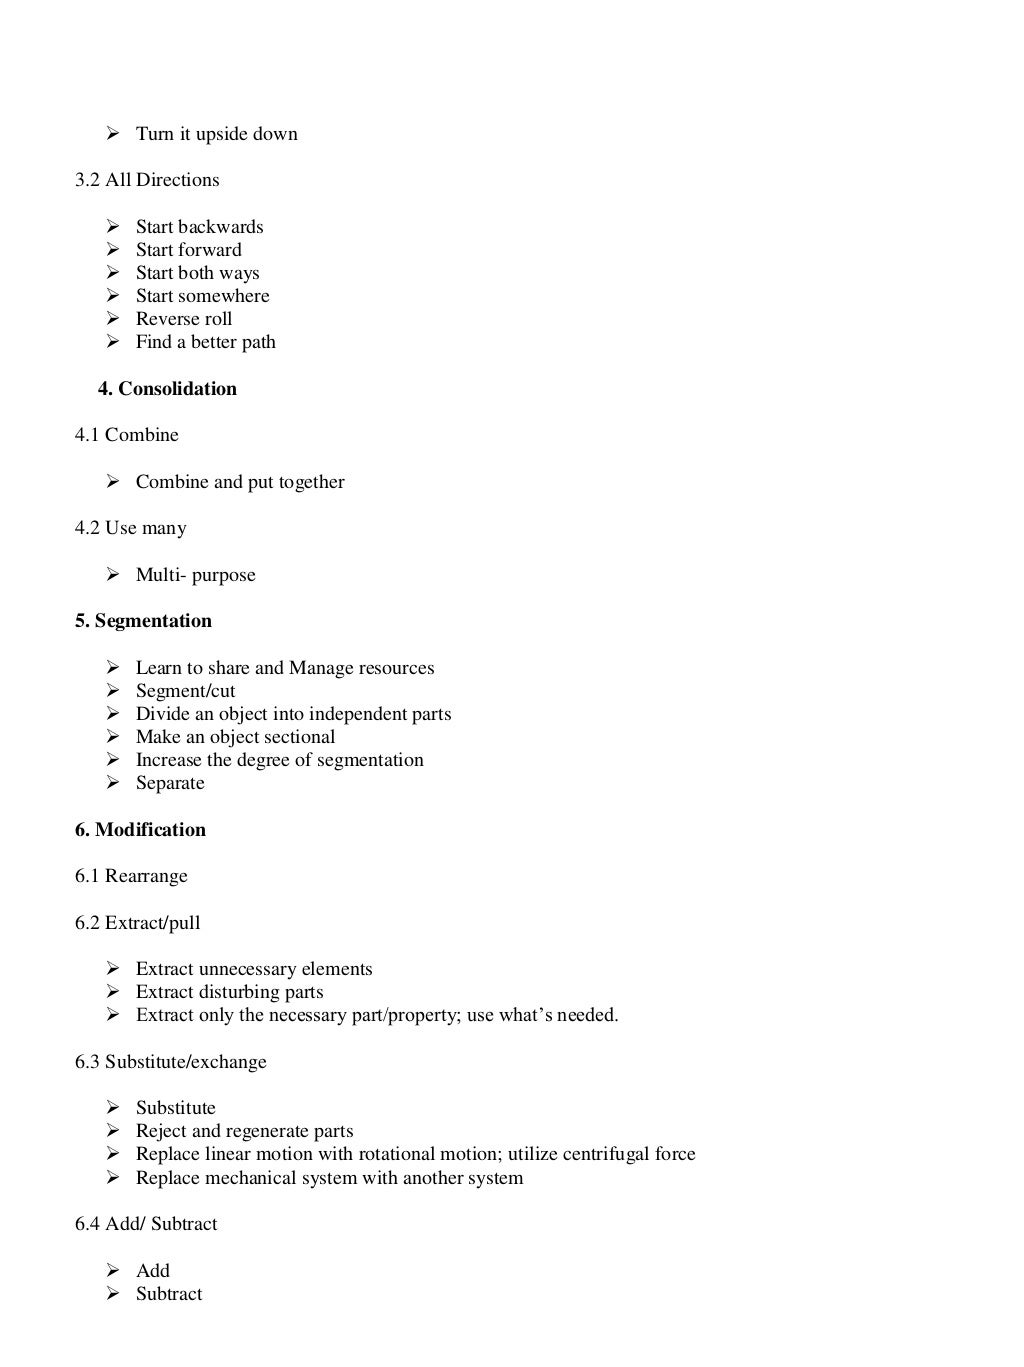 ➢ Turn it upside down
3.2 All Directions
➢ Start backwards
➢ Start forward
➢ Start both ways
➢ Start somewhere
➢ Reverse roll
➢ Find a better path
4. Consolidation
4.1 Combine
➢ Combine and put together
4.2 Use many
➢ Multi- purpose
5. Segmentation
➢ Learn to share and Manage resources
➢ Segment/cut
➢ Divide an object into independent parts
➢ Make an object sectional
➢ Increase the degree of segmentation
➢ Separate
6. Modification
6.1 Rearrange
6.2 Extract/pull
➢ Extract unnecessary elements
➢ Extract disturbing parts
➢ Extract only the necessary part/property; use what’s needed.
6.3 Substitute/exchange
➢ Substitute
➢ Reject and regenerate parts
➢ Replace linear motion with rotational motion; utilize centrifugal force
➢ Replace mechanical system with another system
6.4 Add/ Subtract
➢ Add
➢ Subtract